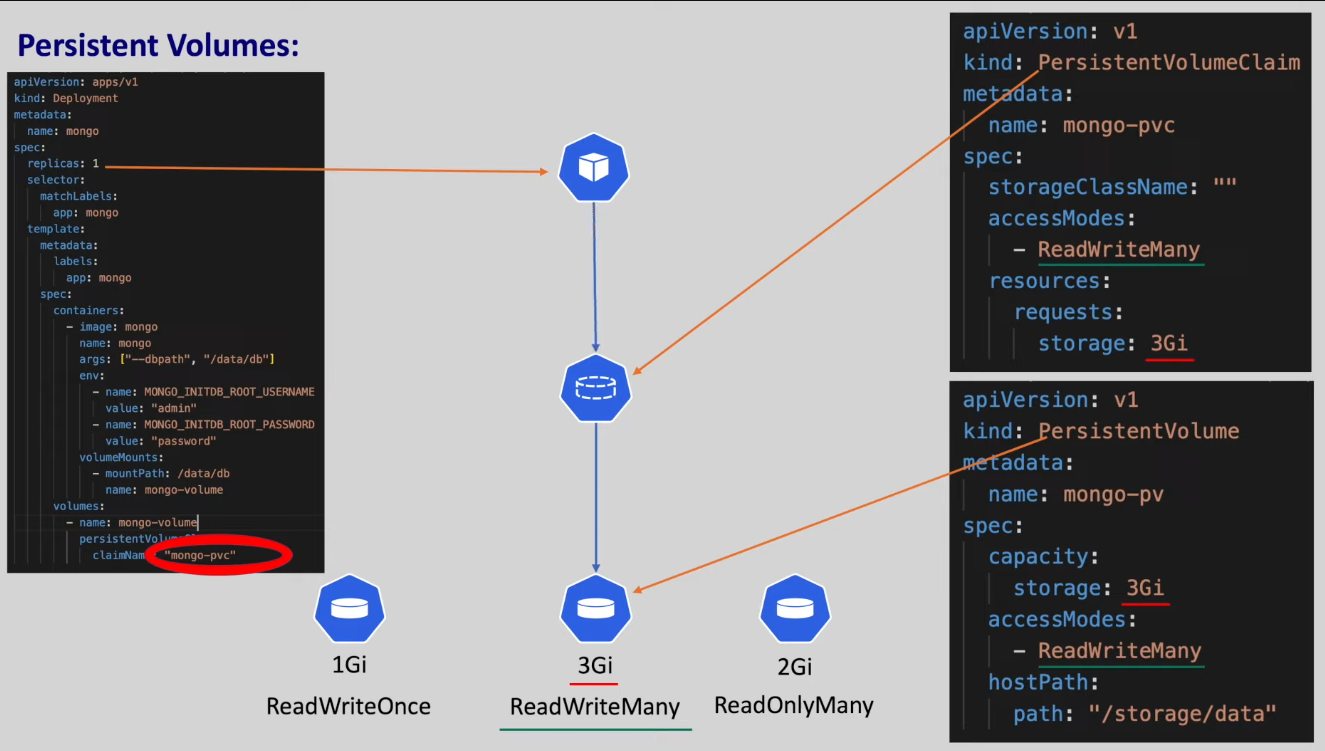 Persistent Volumes:
apiVersion: apps/v1
kind: Deployment
metadata:
  name: mongo
spec:
  replicas: 1
  selector:
    matchLabels:
      app: mongo
  template:
    metadata:
      labels:
        app: mongo
    spec:
      containers:
        - image: mongo
          name: mongo
          args: ["--dbpath", "/data/db"]
          env:
            - name: MONGO_INITDB_ROOT_USERNAME
              value: "admin"
            - name: MONGO_INITDB_ROOT_PASSWORD
              value: "password"
          volumeMounts:
            - mountPath: /data/db
              name: mongo-volume
      volumes:
        - name: mongo-volume
          claimName "mongo-pvc"
1Gi
ReadWriteOnce
3Gi
ReadWriteMany
2Gi
ReadOnlyMany
apiVersion: v1
kind: PersistentVolumeClaim
metadata:
  name: mongo-pvc
spec:
  storageClassName: ""
  accessModes:
    - ReadWriteMany
  resources:
    requests:
      storage: 3Gi
apiVersion: v1
kind: PersistentVolume
metadata:
  name: mongo-pv
spec:
  capacity:
    storage: 3Gi
  accessModes:
    - ReadWriteMany
  hostPath:
    path: "/storage/data"